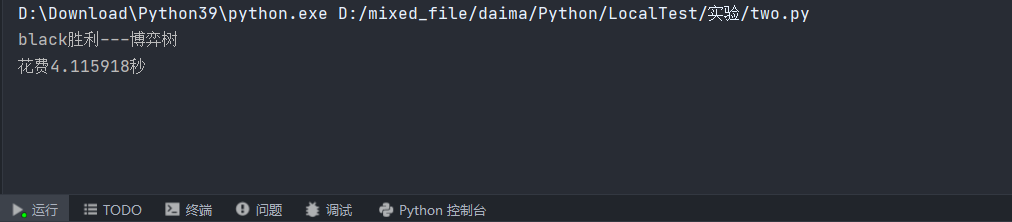 D:\Download\Python39\python.exe D:/mixed_file/daima/Python/LocalTest/实验/two.py
black胜利---博弈树
花费4.115918秒
运行 TODO 终端 问题 调试 Python 控制台